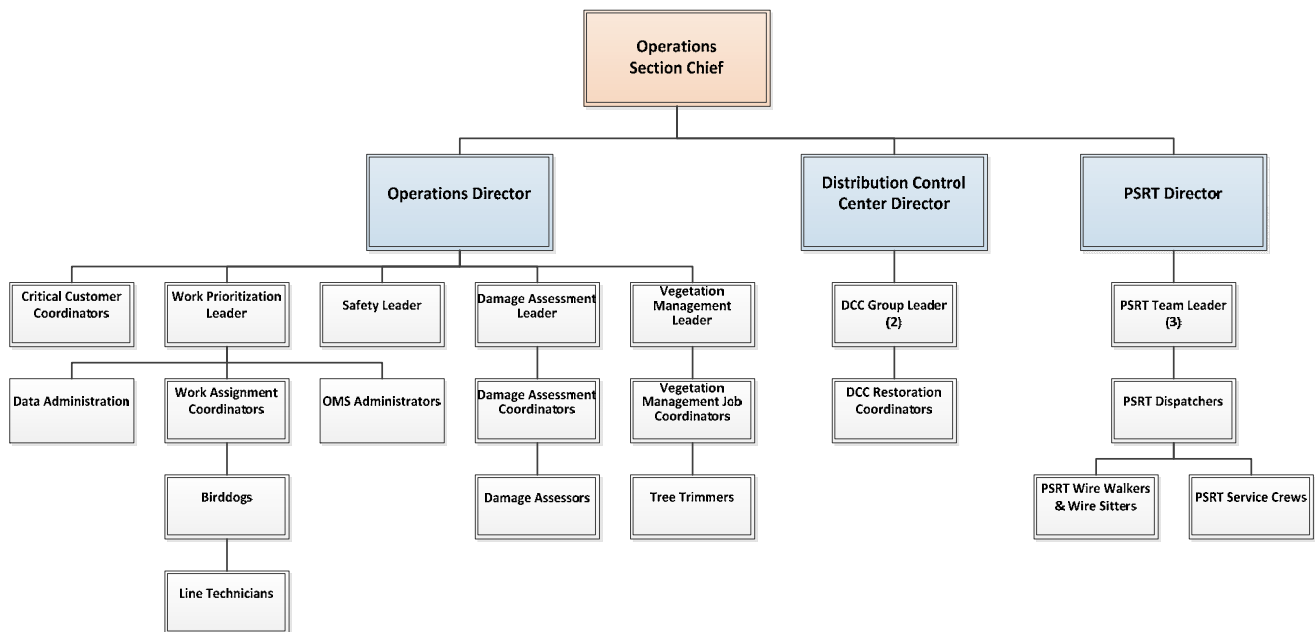 Operations
Section Chief
Operations Director
Distribution Control
Center Director
PSRT Director
Critical Customer
Coordinators
Work Prioritization
Leader
Safety Leader
Damage Assessment
Leader
Vegetation
Management
Leader
DCC Group Leader
(2)
PSRT Team Leader
(3)
Data Administration
Work Assignment
Coordinators
OMS Administrators
Damage Assessment
Coordinators
Vegetation
Management Job
Coordinators
DCC Restoration
Coordinators
PSRT Dispatchers
Birddogs
Damage Assessors
Tree Trimmers
PSRT Wire Walkers
& Wire Sitters
PSRT Service Crews
Line Technicians